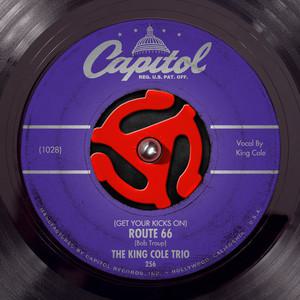 Capitol
REG. U.S. PAT. OFF.
(1028)
Vocal By
King Cole
(GET YOUR KICKS ON)
ROUTE 66
(Bob Troup)
THE KING COLE TRIO
256
MANUFACTURED BY CAPITOL RECORDS, INC. • HOLLYWOOD, CALIFORNIA, U.S.A.